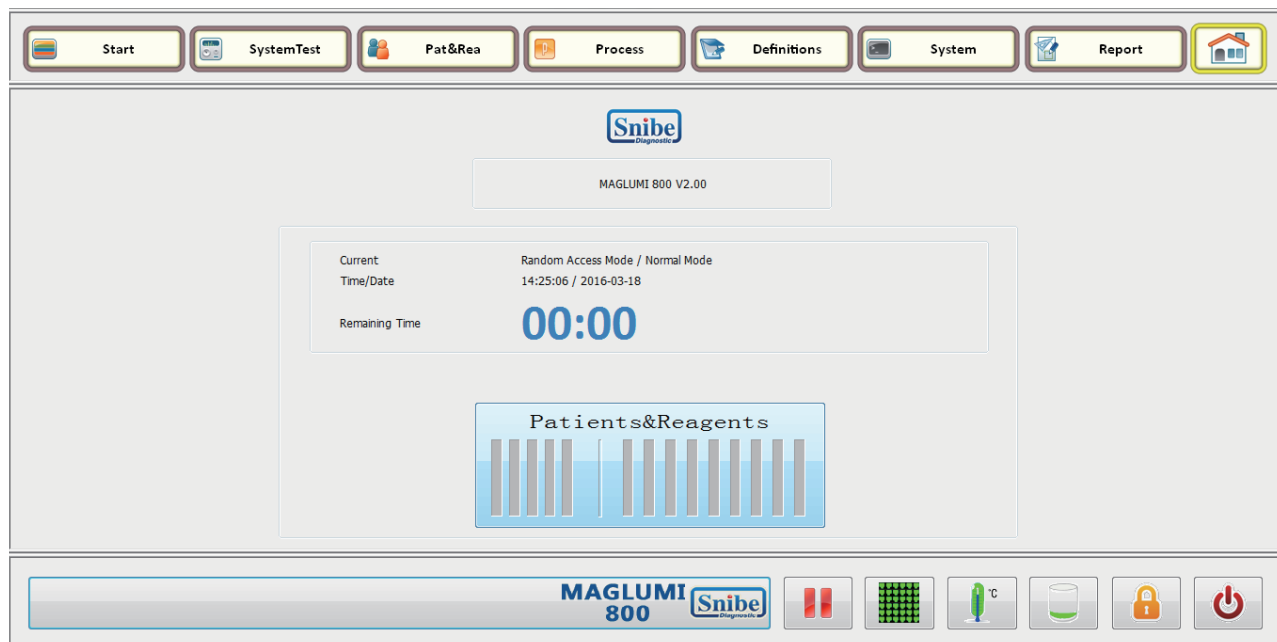 Start
SystemTest
Pat&Rea
Process
Definitions
System
Report
Snibe
Diagnostic
MAGLUMI 800 V2.00
Current Random Access Mode / Normal Mode
Time/Date 14:25:06 / 2016-03-18
Remaining Time 00:00
Patients&Reagents
MAGLUMI
800
Snibe
Diagnostic
°C